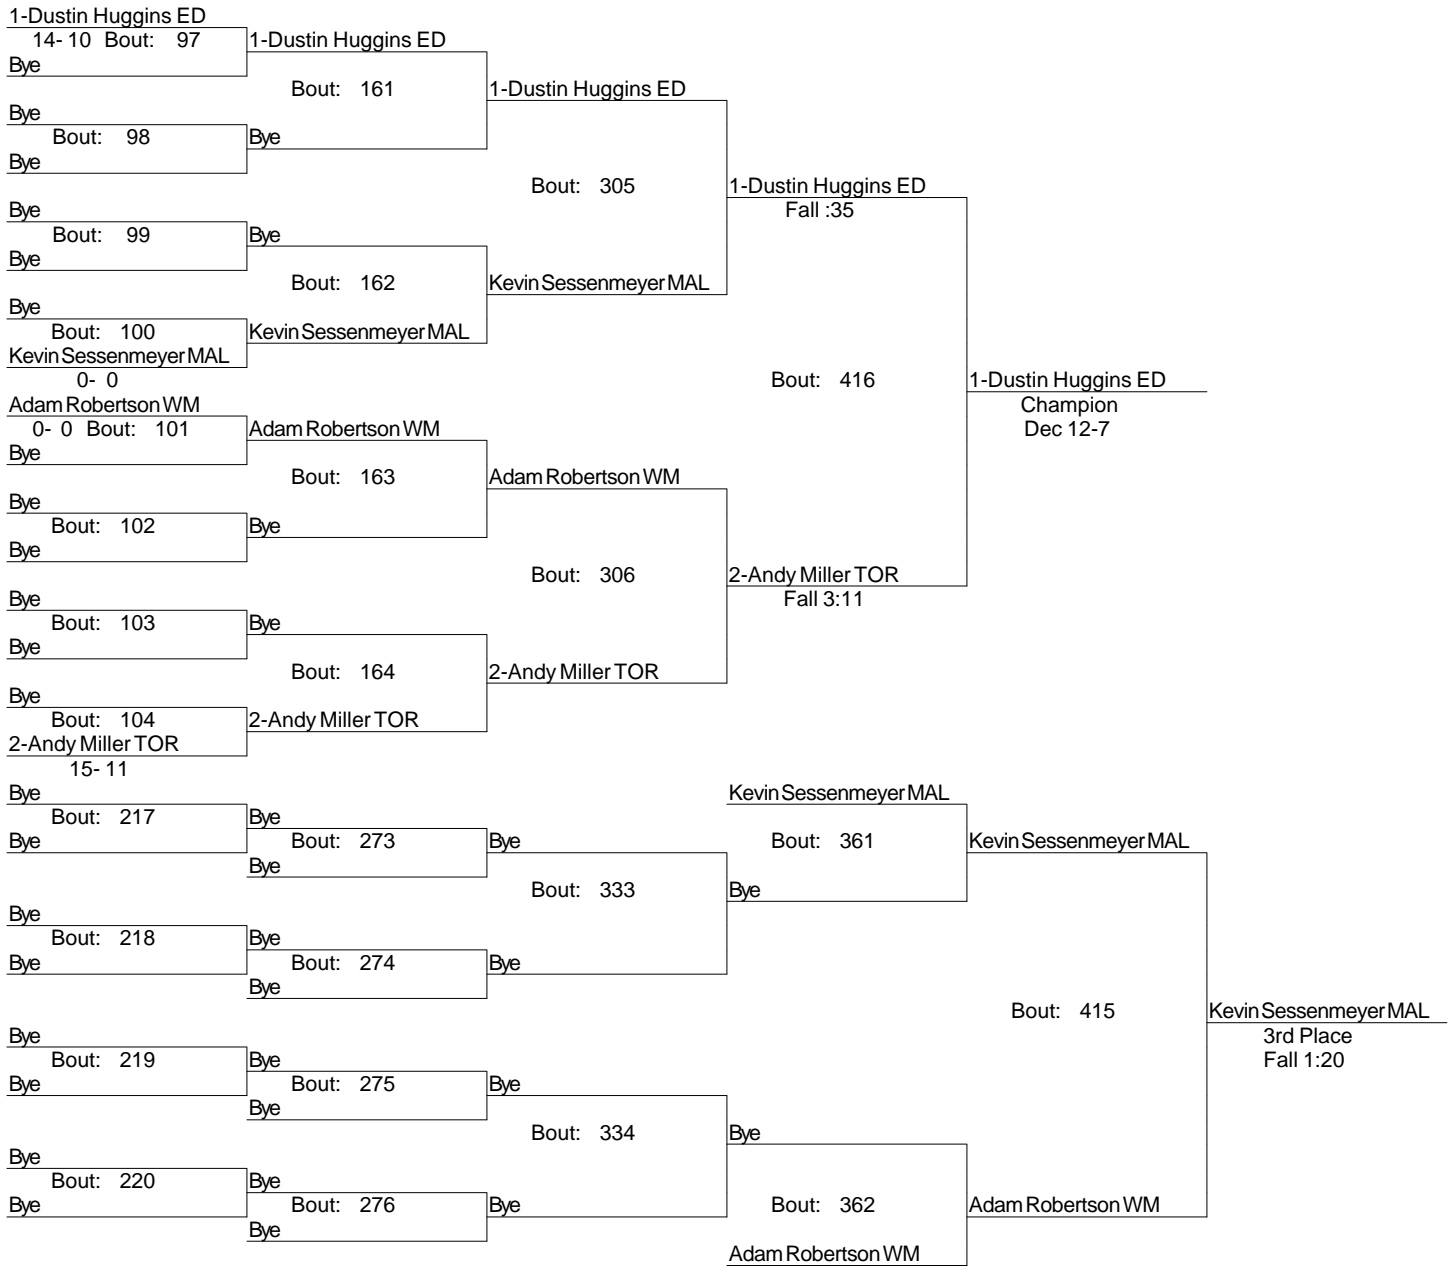 1-Dustin Huggins ED
14- 10 Bout: 97 1-Dustin Huggins ED
Bye
Bout: 161 1-Dustin Huggins ED
Bye
Bout: 98 Bye
Bye
Bout: 305 1-Dustin Huggins ED
Bye Fall :35
Bout: 99 Bye
Bye
Bout: 162 Kevin Sessenmeyer MAL
Bye
Bout: 100 Kevin Sessenmeyer MAL
Kevin Sessenmeyer MAL
0- 0 Bout: 416 1-Dustin Huggins ED
Adam Robertson WM Champion
0- 0 Bout: 101 Adam Robertson WM Dec 12-7
Bye
Bout: 163 Adam Robertson WM
Bye
Bout: 102 Bye
Bye
Bout: 306 2-Andy Miller TOR
Bye Fall 3:11
Bout: 103 Bye
Bye
Bout: 164 2-Andy Miller TOR
Bye
Bout: 104 2-Andy Miller TOR
2-Andy Miller TOR
15- 11
Bye Kevin Sessenmeyer MAL
Bout: 217 Bye
Bye Bout: 273 Bye Bout: 361 Kevin Sessenmeyer MAL
Bye
Bout: 333 Bye
Bye
Bout: 218 Bye
Bye Bout: 274 Bye
Bye
Bout: 415 Kevin Sessenmeyer MAL
Bye 3rd Place
Bout: 219 Bye Fall 1:20
Bye Bout: 275 Bye
Bye
Bout: 334 Bye
Bye
Bout: 220 Bye
Bye Bout: 276 Bye Bout: 362 Adam Robertson WM
Bye
Adam Robertson WM